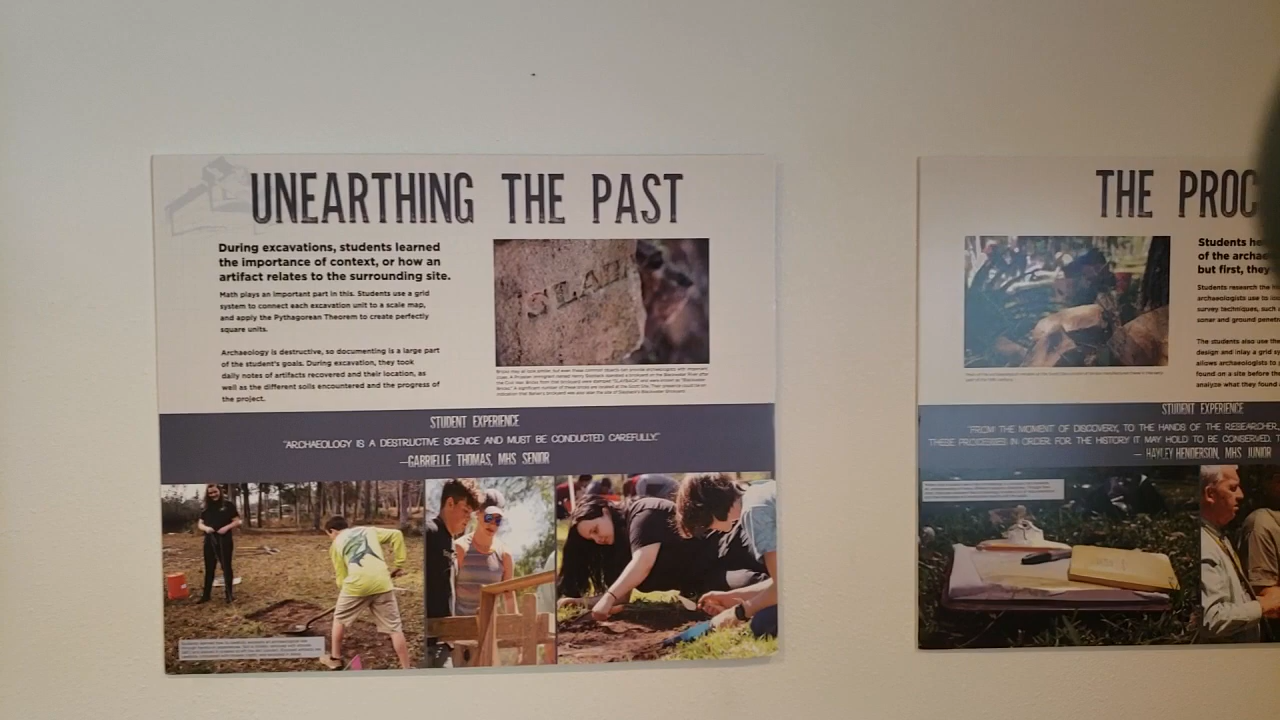 UNEARTHING THE PAST
During excavations, students learned
the importance of context, or how an
artifact relates to the surrounding site.
Math plays an important part in this. Students use a grid
system to connect each excavation unit to a scale map,
and apply the Pythagorean Theorem to create perfectly
square units.
Archaeology is destructive, so documenting is a large part
of the student's goals. During excavation, they took
daily notes of artifacts recovered and their location, as
well as the different soils encountered and the progress of
the project.
STUDENT EXPERIENCE
"ARCHAEOLOGY IS A DESTRUCTIVE SCIENCE AND MUST BE CONDUCTED CAREFULLY."
—GABRIELLE THOMAS, MHS SENIOR
THE PROC
Students he
of the archae
but first, they
Students research the hi
archaeologists use to lo
survey techniques, such
sonar and ground penetr
The students also use the
design and inlay a grid sy
allows archaeologists to
found on a site before the
analyze what they found
STUDENT EXPERIENCE
"FROM THE MOMENT OF DISCOVERY, TO THE HANDS OF THE RESEARCHER,
THESE PROCESSES IN ORDER FOR THE HISTORY IT MAY HOLD TO BE CONSERVED. T
— HAYLEY HENDERSON, MHS JUNIOR